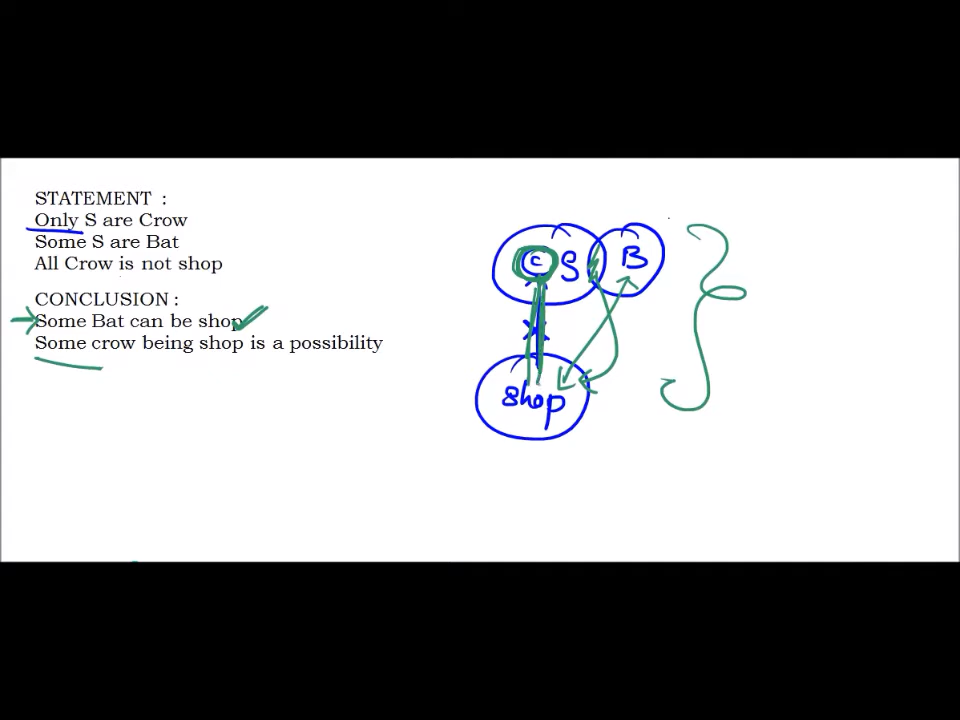 STATEMENT :
Only S are Crow
Some S are Bat
All Crow is not shop
CONCLUSION :
Some Bat can be shop
Some crow being shop is a possibility
C S B
shop